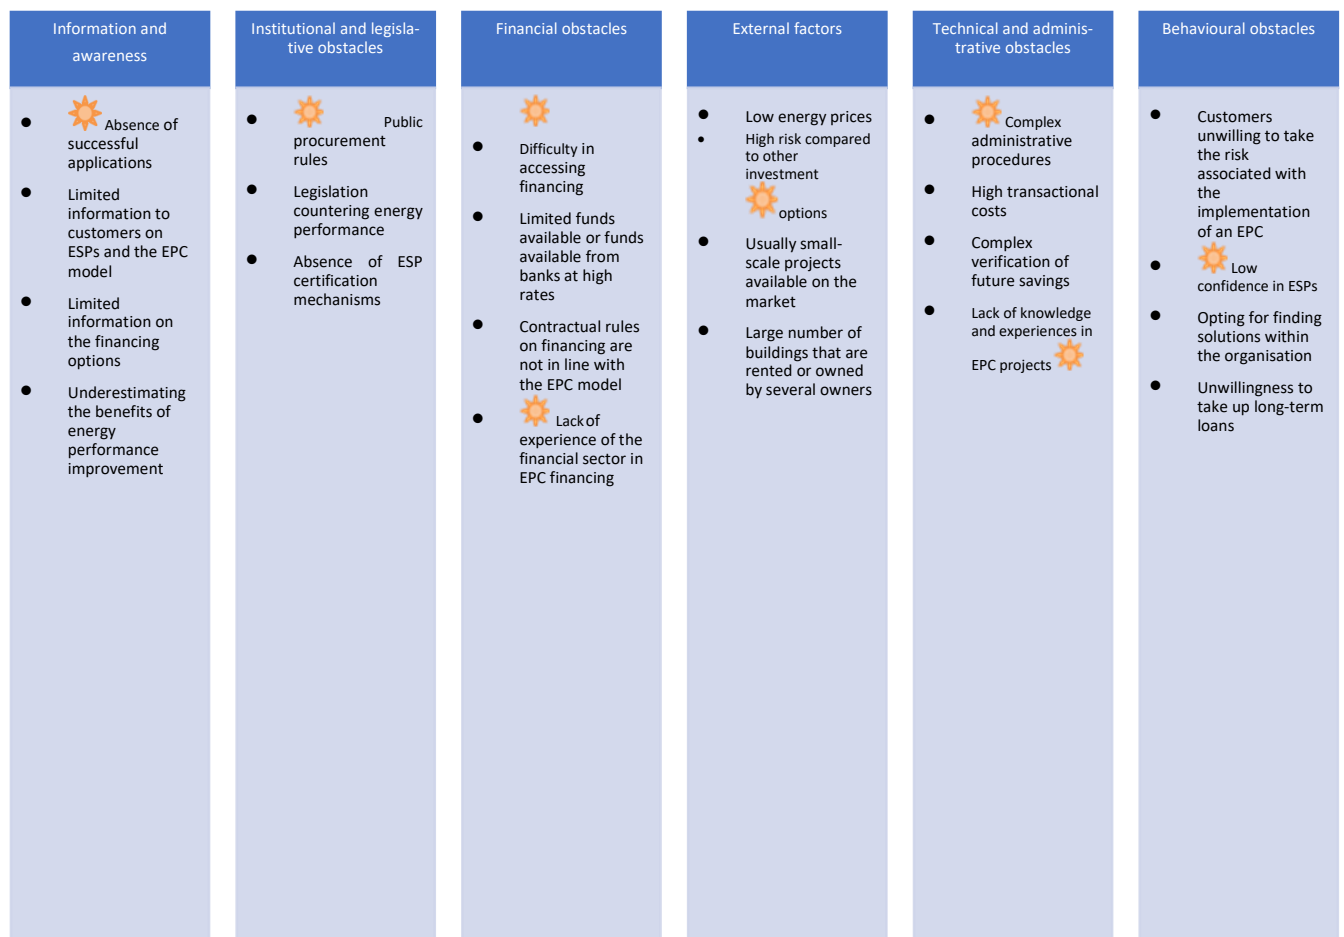 Information and
awareness
● Absence of
successful
applications
● Limited
information to
customers on
ESPs and the EPC
model
● Limited
information on
the financing
options
● Underestimating
the benefits of
energy
performance
improvement
Institutional and legisla-
tive obstacles
● Public
procurement
rules
● Legislation
countering energy
performance
● Absence of ESP
certification
mechanisms
Financial obstacles
● Difficulty in
accessing
financing
● Limited funds
available or funds
available from
banks at high
rates
● Contractual rules
on financing are
not in line with
the EPC model
● Lack of
experience of the
financial sector in
EPC financing
External factors
● Low energy prices
● High risk compared
to other
investment
options
● Usually small-
scale projects
available on the
market
● Large number of
buildings that are
rented or owned
by several owners
Technical and adminis-
trative obstacles
● Complex
administrative
procedures
● High transactional
costs
● Complex
verification of
future savings
● Lack of knowledge
and experiences in
EPC projects
Behavioural obstacles
● Customers
unwilling to take
the risk
associated with
the
implementation
of an EPC
● Low
confidence in ESPs
● Opting for finding
solutions within
the organisation
● Unwillingness to
take up long-term
loans